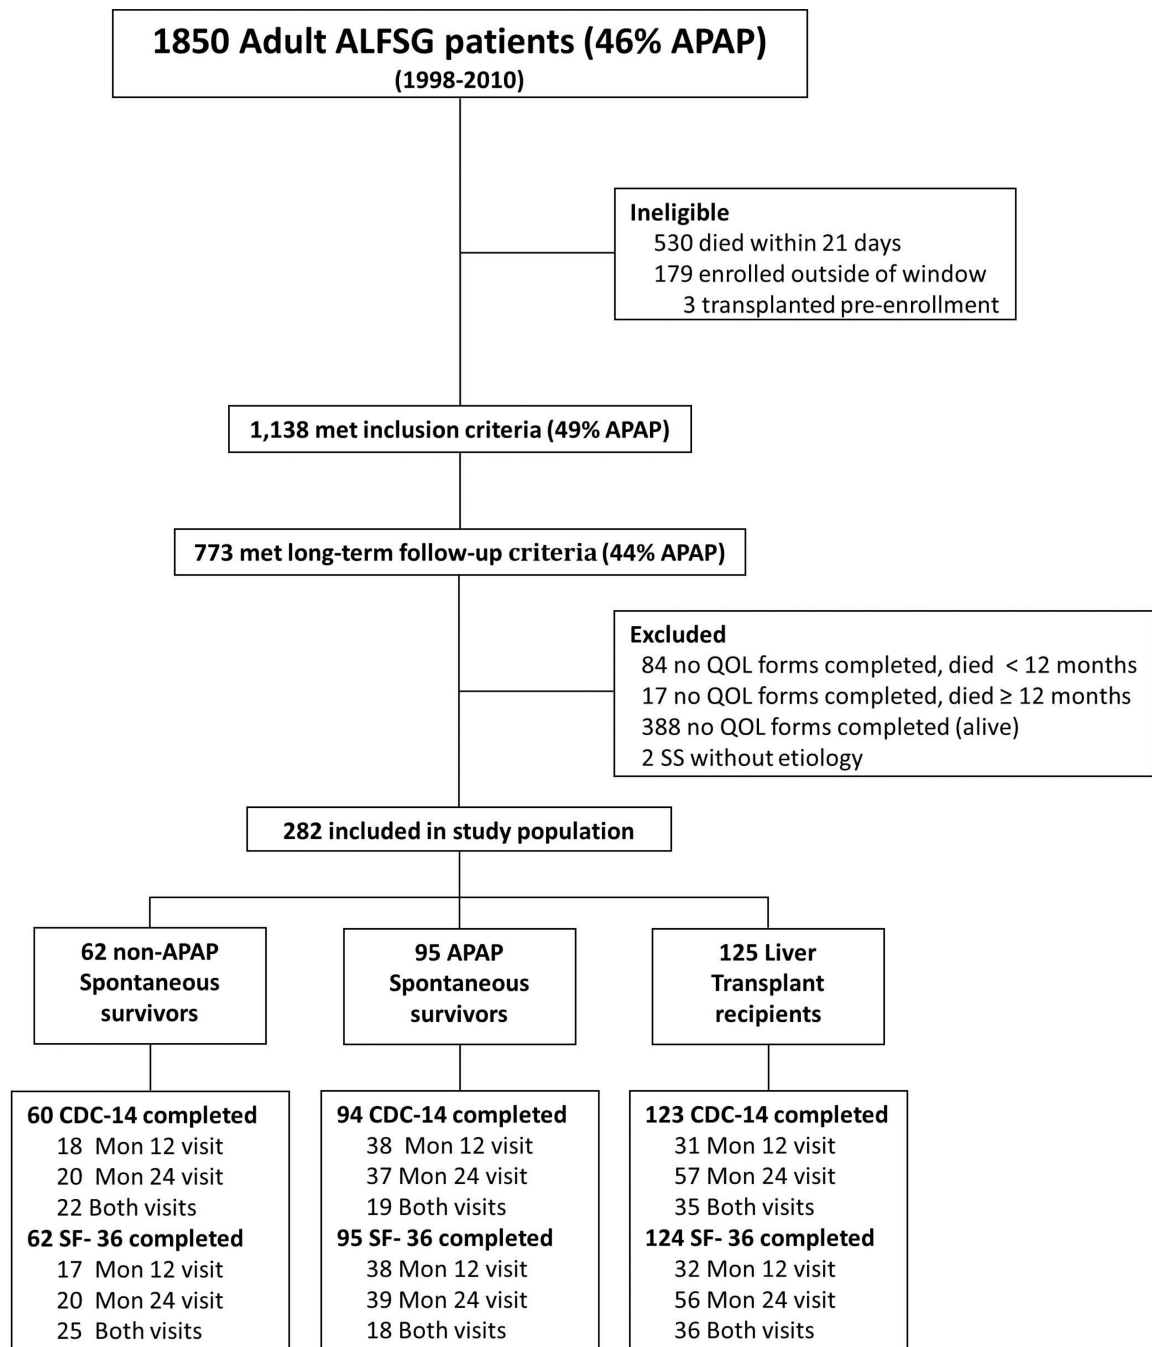 1850 Adult ALFSG patients (46% APAP)
(1998-2010)
Ineligible
530 died within 21 days
179 enrolled outside of window
3 transplanted pre-enrollment
1,138 met inclusion criteria (49% APAP)
773 met long-term follow-up criteria (44% APAP)
Excluded
84 no QOL forms completed, died < 12 months
17 no QOL forms completed, died ≥ 12 months
388 no QOL forms completed (alive)
2 SS without etiology
282 included in study population
62 non-APAP
Spontaneous
survivors
95 APAP
Spontaneous
survivors
125 Liver
Transplant
recipients
60 CDC-14 completed
18 Mon 12 visit
20 Mon 24 visit
22 Both visits
62 SF- 36 completed
17 Mon 12 visit
20 Mon 24 visit
25 Both visits
94 CDC-14 completed
38 Mon 12 visit
37 Mon 24 visit
19 Both visits
95 SF- 36 completed
38 Mon 12 visit
39 Mon 24 visit
18 Both visits
123 CDC-14 completed
31 Mon 12 visit
57 Mon 24 visit
35 Both visits
124 SF- 36 completed
32 Mon 12 visit
56 Mon 24 visit
36 Both visits